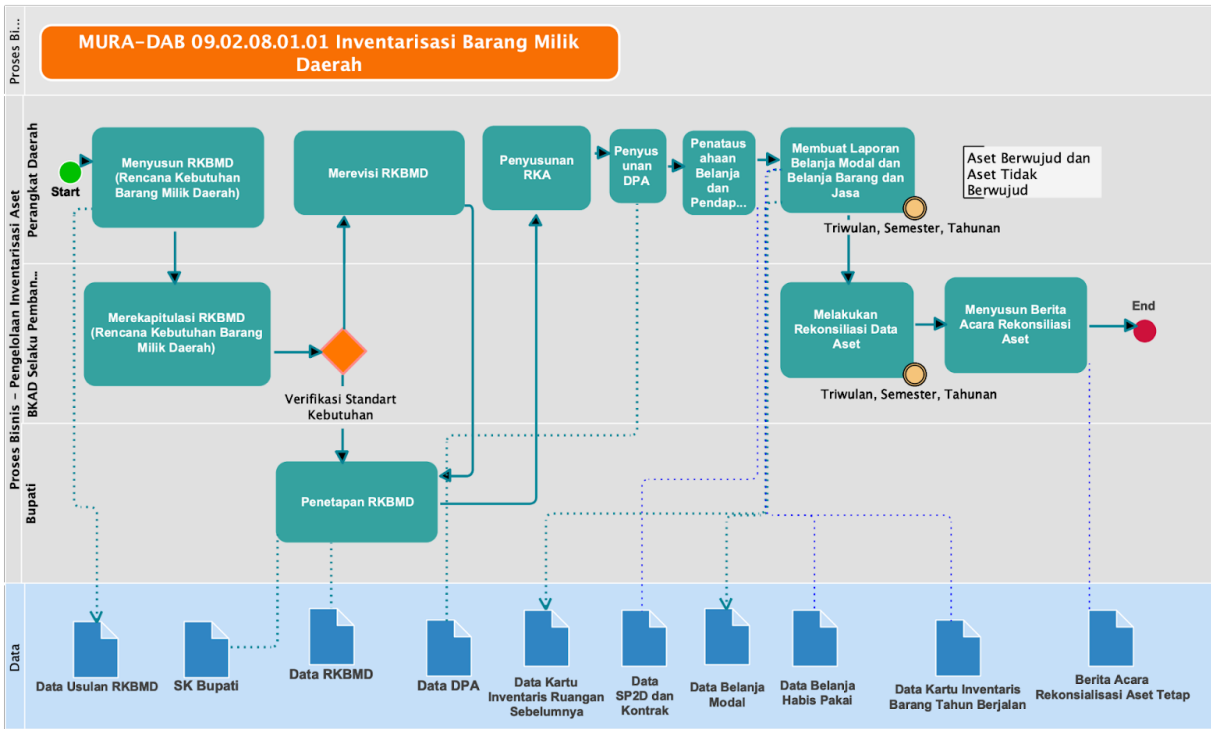 Proses Bi...
MURA-DAB 09.02.08.01.01 Inventarisasi Barang Milik
Daerah
Proses Bisnis – Pengelolaan Inventarisasi Aset
Perangkat Daerah
Start
Menyusun RKBMD
(Rencana Kebutuhan
Barang Milik Daerah)
Merevisi RKBMD
Penyusunan
RKA
Penyus
unan
DPA
Penataus
ahaan
Belanja
dan
Pendap...
Membuat Laporan
Belanja Modal dan
Belanja Barang dan
Jasa
Triwulan, Semester, Tahunan
Aset Berwujud dan
Aset Tidak
Berwujud
BKAD Selaku Pemban...
Merekapitulasi RKBMD
(Rencana Kebutuhan Barang
Milik Daerah)
Verifikasi Standart
Kebutuhan
Melakukan
Rekonsiliasi Data
Aset
Triwulan, Semester, Tahunan
Menyusun Berita
Acara Rekonsiliasi
Aset
End
Bupati
Penetapan RKBMD
Data
Data Usulan RKBMD
SK Bupati
Data RKBMD
Data DPA
Data Kartu
Inventaris Ruangan
Sebelumnya
Data
SP2D dan
Kontrak
Data Belanja
Modal
Data Belanja
Habis Pakai
Data Kartu Inventaris
Barang Tahun Berjalan
Berita Acara
Rekonsialisasi Aset Tetap